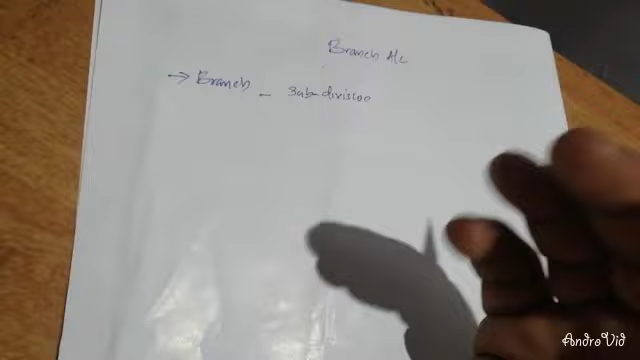 Branch A/c
→ Branch - Sub-division
AndroVid